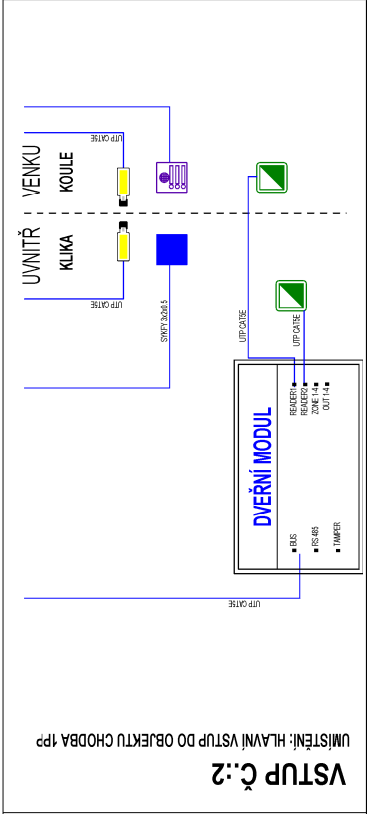 VSTUP Č.:2
UMÍSTĚNÍ: HLAVNÍ VSTUP DO OBJEKTU CHODBA 1PP
UVNITŘ
VENKU
KLIKA
KOULE
UTP CAT5E
UTP CAT5E
SYKFY 3x2x0.5
UTP CAT5E
UTP CAT5E
UTP CAT5E
DVEŘNÍ MODUL
BUS
RS 485
TAMPER
READER1
READER2
ZONE 1-4
OUT 1-4